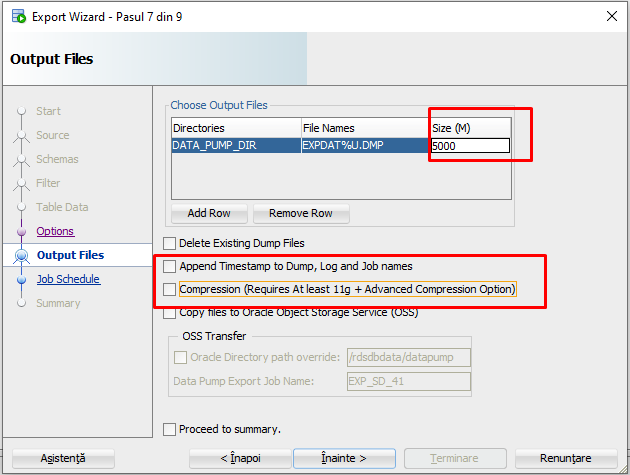 Export Wizard - Pasul 7 din 9
Output Files
Start
Source
Schemas
Filter
Table Data
Options
Output Files
Job Schedule
Summary
Choose Output Files
Directories File Names Size (M)
DATA_PUMP_DIR EXPDAT%U.DMP 5000
Add Row Remove Row
Delete Existing Dump Files
Append Timestamp to Dump, Log and Job names
Compression (Requires At least 11g + Advanced Compression Option)
Copy files to Oracle Object Storage Service (OSS)
OSS Transfer
Oracle Directory path override: /rdsdbdata/datapump
Data Pump Export Job Name: EXP_SD_41
Proceed to summary.
Asistenţă < Înapoi Înainte > Terminare Renunţare